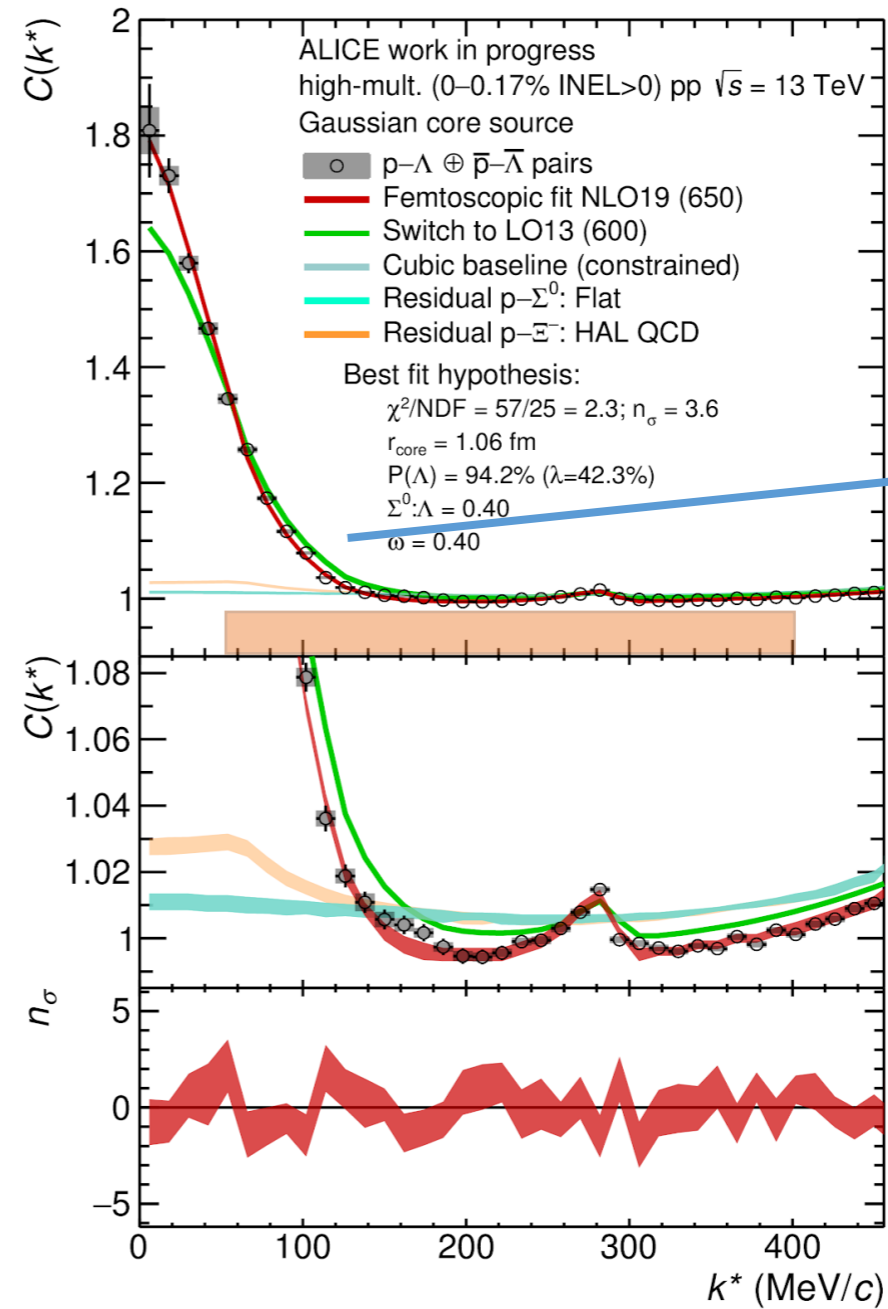 C(k*)
2
1.8
1.6
1.4
1.2
1
ALICE work in progress
high-mult. (0–0.17% INEL>0) pp √s = 13 TeV
Gaussian core source
p–Λ ⊕ p̅–Λ̅ pairs
Femtoscopic fit NLO19 (650)
Switch to LO13 (600)
Cubic baseline (constrained)
Residual p–Σ⁰: Flat
Residual p–Ξ⁻: HAL QCD
Best fit hypothesis:
χ²/NDF = 57/25 = 2.3; nσ = 3.6
r_core = 1.06 fm
P(Λ) = 94.2% (λ=42.3%)
Σ⁰:Λ = 0.40
ω = 0.40
C(k*)
1.08
1.06
1.04
1.02
1
nσ
5
0
−5
0 100 200 300 400
k* (MeV/c)